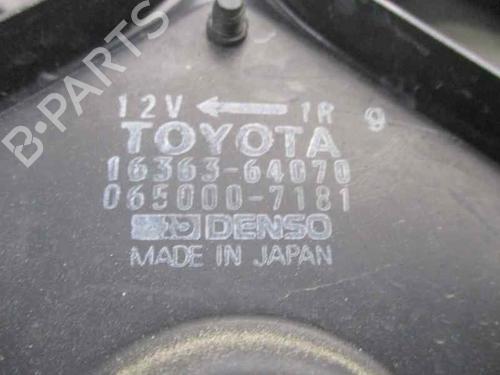 12V ← 1R 9
TOYOTA
16363-64070
065000-7181
DENSO
MADE IN JAPAN
B-PARTS